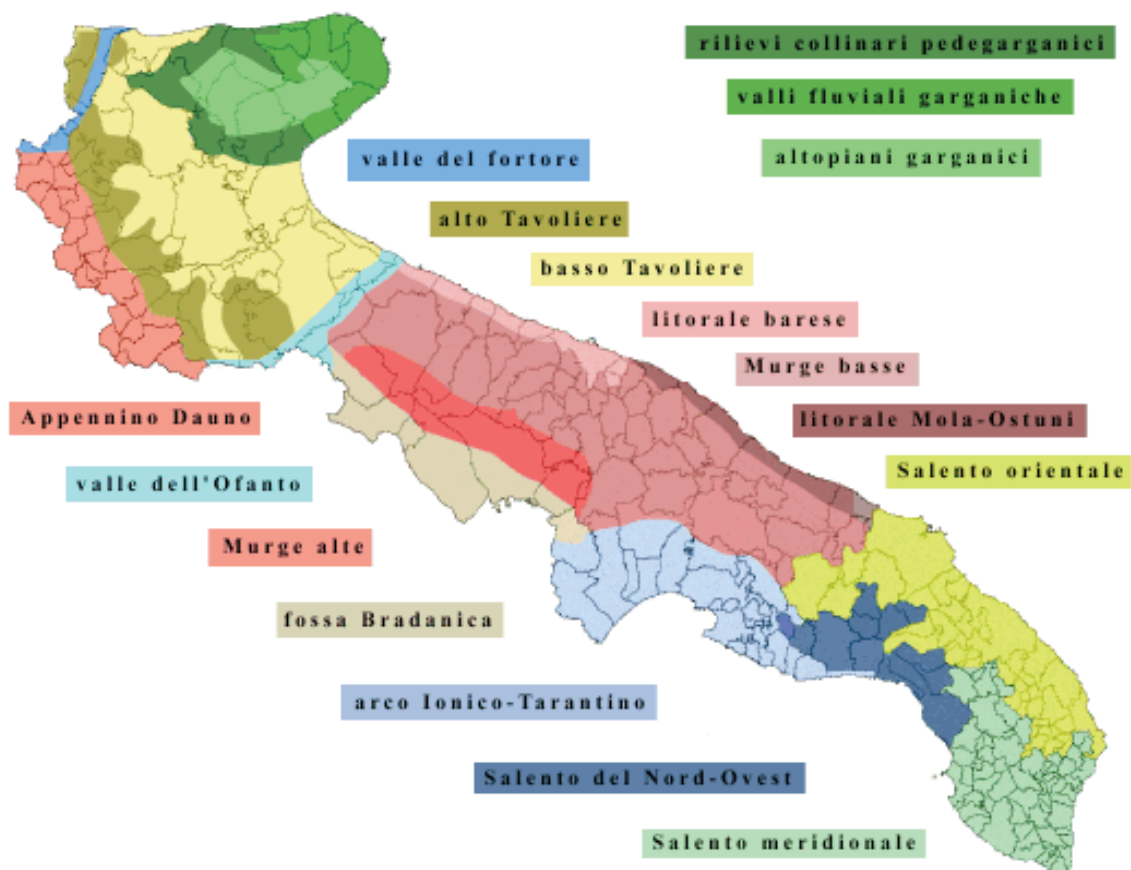 rilievi collinari pedegarganici
valli fluviali garganiche
altopiani garganici
valle del fortore
alto Tavoliere
basso Tavoliere
litorale barese
Murge basse
litorale Mola-Ostuni
Appennino Dauno
Salento orientale
valle dell'Ofanto
Murge alte
fossa Bradanica
arco Ionico-Tarantino
Salento del Nord-Ovest
Salento meridionale